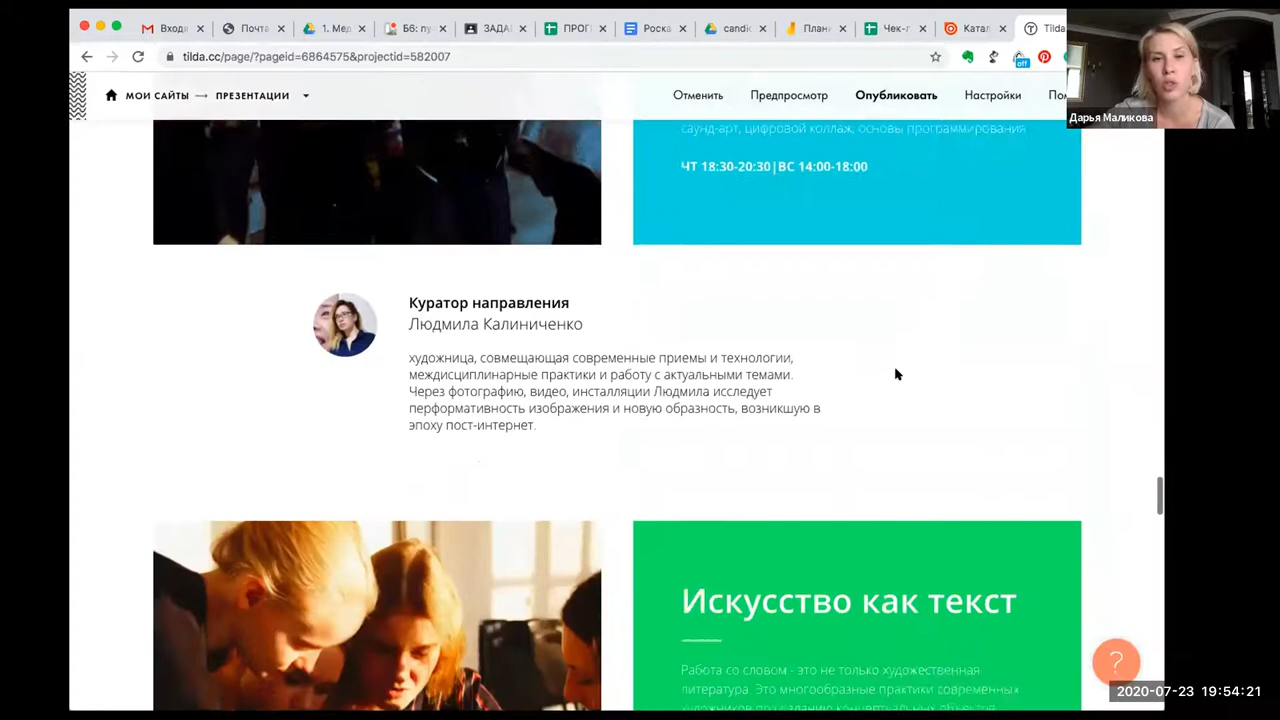 Входя
Почта
1. Мед
Б6: пу
ЗАДА
ПРОГ
Роска
candic
Плани
Чек-л
Катал
Tilda
tilda.cc/page/?pageid=6864575&projectid=582007
off
МОИ САЙТЫ → ПРЕЗЕНТАЦИИ
Отменить Предпросмотр Опубликовать Настройки
Дарья Маликова
саунд-арт, цифровой коллаж, основы программирования
ЧТ 18:30-20:30|ВС 14:00-18:00
Куратор направления
Людмила Калиниченко
художница, совмещающая современные приемы и технологии,
междисциплинарные практики и работу с актуальными темами.
Через фотографию, видео, инсталляции Людмила исследует
перформативность изображения и новую образность, возникшую в
эпоху пост-интернет.
Искусство как текст
Работа со словом - это не только художественная
литература. Это многообразные практики современных
?
2020-07-23 19:54:21